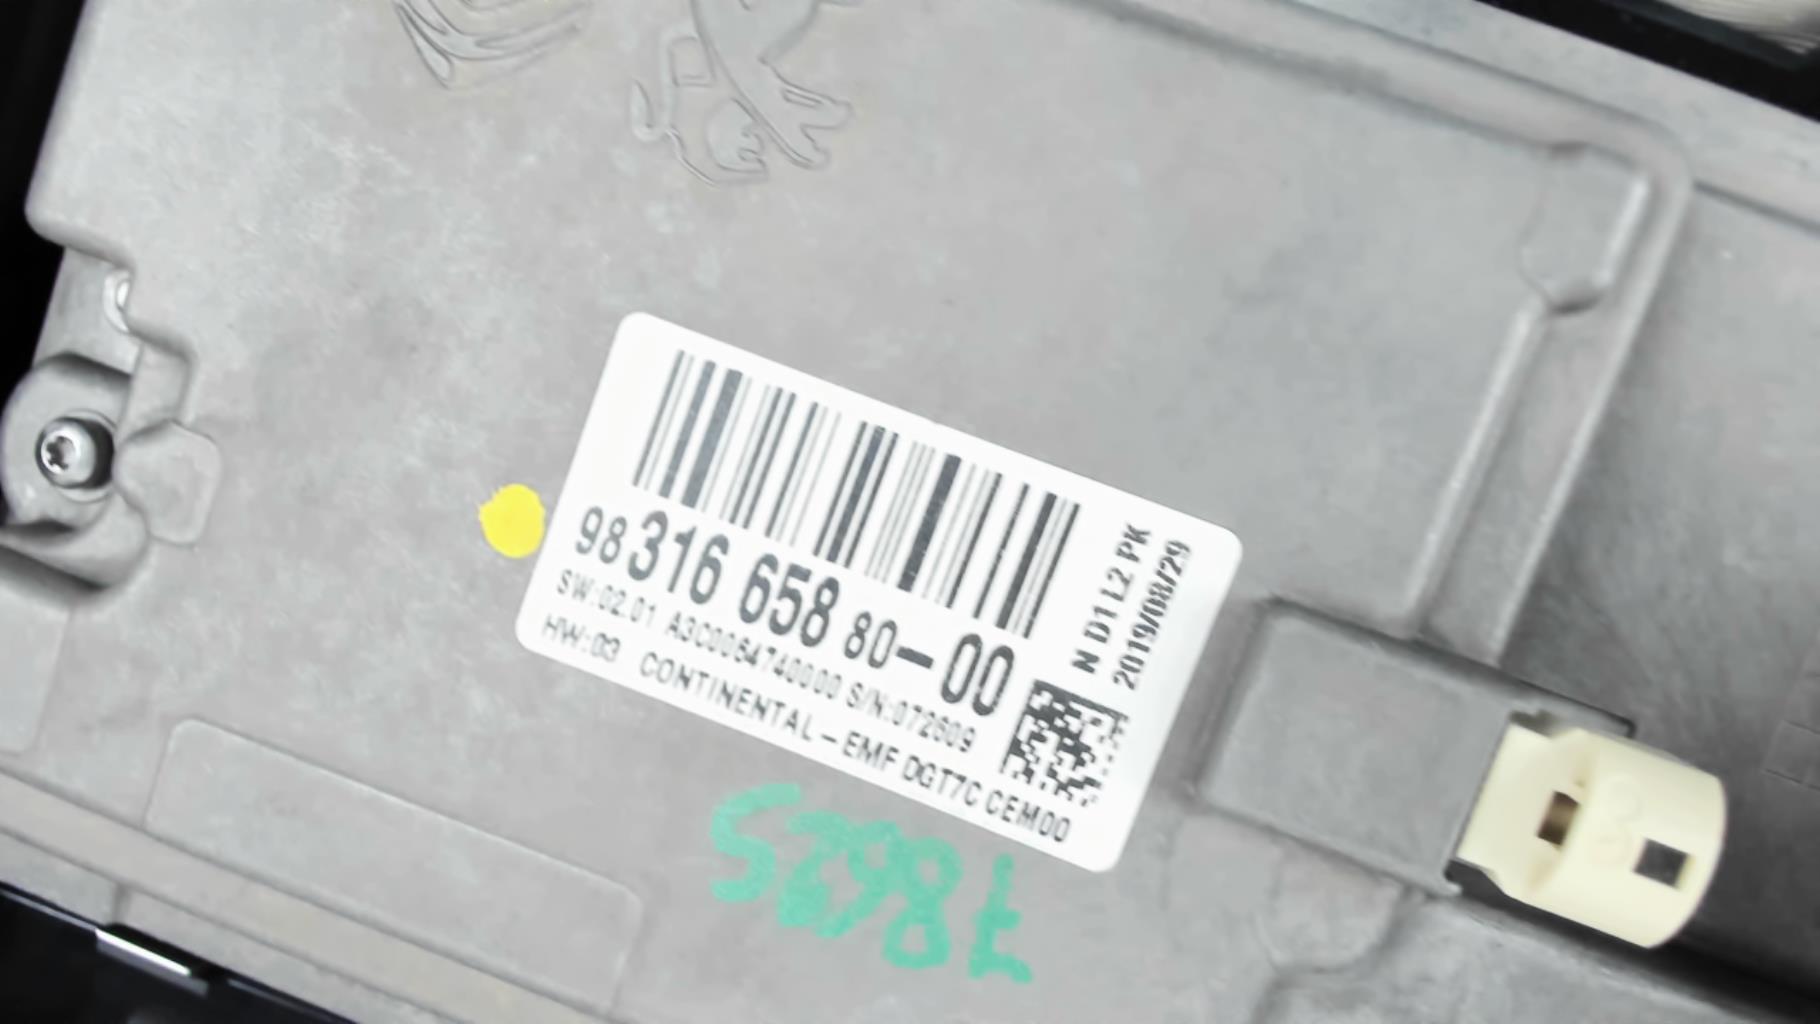 98 316 658 80-00
SW:02.01 A3C0064740000 S/N:072609
HW:03 CONTINENTAL-EMF DGT7C CEM00
N D1 L2 PK
2019/08/29